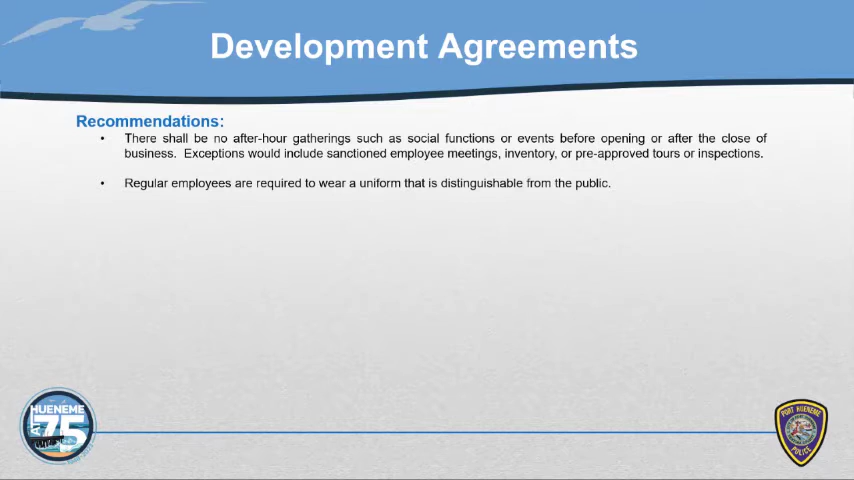 Development Agreements
Recommendations:
• There shall be no after-hour gatherings such as social functions or events before opening or after the close of
business. Exceptions would include sanctioned employee meetings, inventory, or pre-approved tours or inspections.
• Regular employees are required to wear a uniform that is distinguishable from the public.
HUENEME
AT 75
PORT HUENEME
POLICE